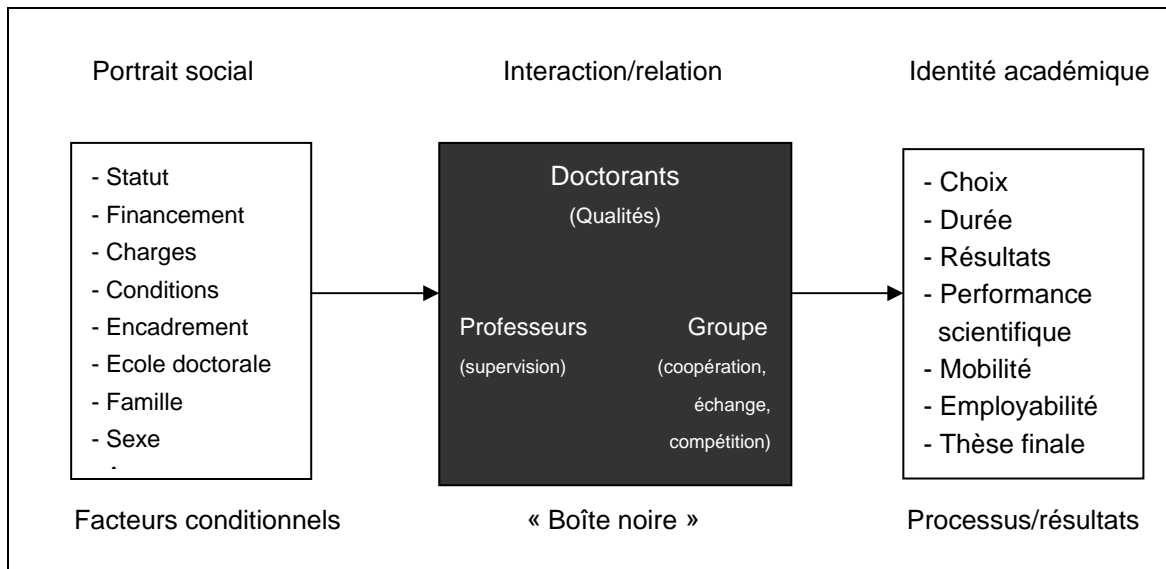 Portrait social
Interaction/relation
Identité académique
- Statut
- Financement
- Charges
- Conditions
- Encadrement
- Ecole doctorale
- Famille
- Sexe
Doctorants
(Qualités)
Professeurs
(supervision)
Groupe
(coopération,
échange,
compétition)
- Choix
- Durée
- Résultats
- Performance
scientifique
- Mobilité
- Employabilité
- Thèse finale
Facteurs conditionnels
« Boîte noire »
Processus/résultats